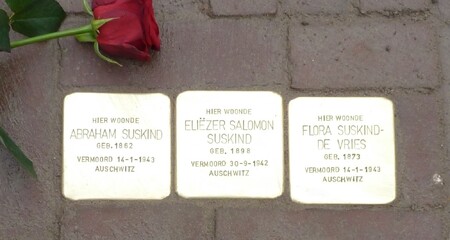 HIER WOONDE
ABRAHAM SUSKIND
GEB. 1862
VERMOORD 14-1-1943
AUSCHWITZ
HIER WOONDE
ELIËZER SALOMON
SUSKIND
GEB. 1898
VERMOORD 30-9-1942
AUSCHWITZ
HIER WOONDE
FLORA SUSKIND-
DE VRIES
GEB. 1873
VERMOORD 14-1-1943
AUSCHWITZ